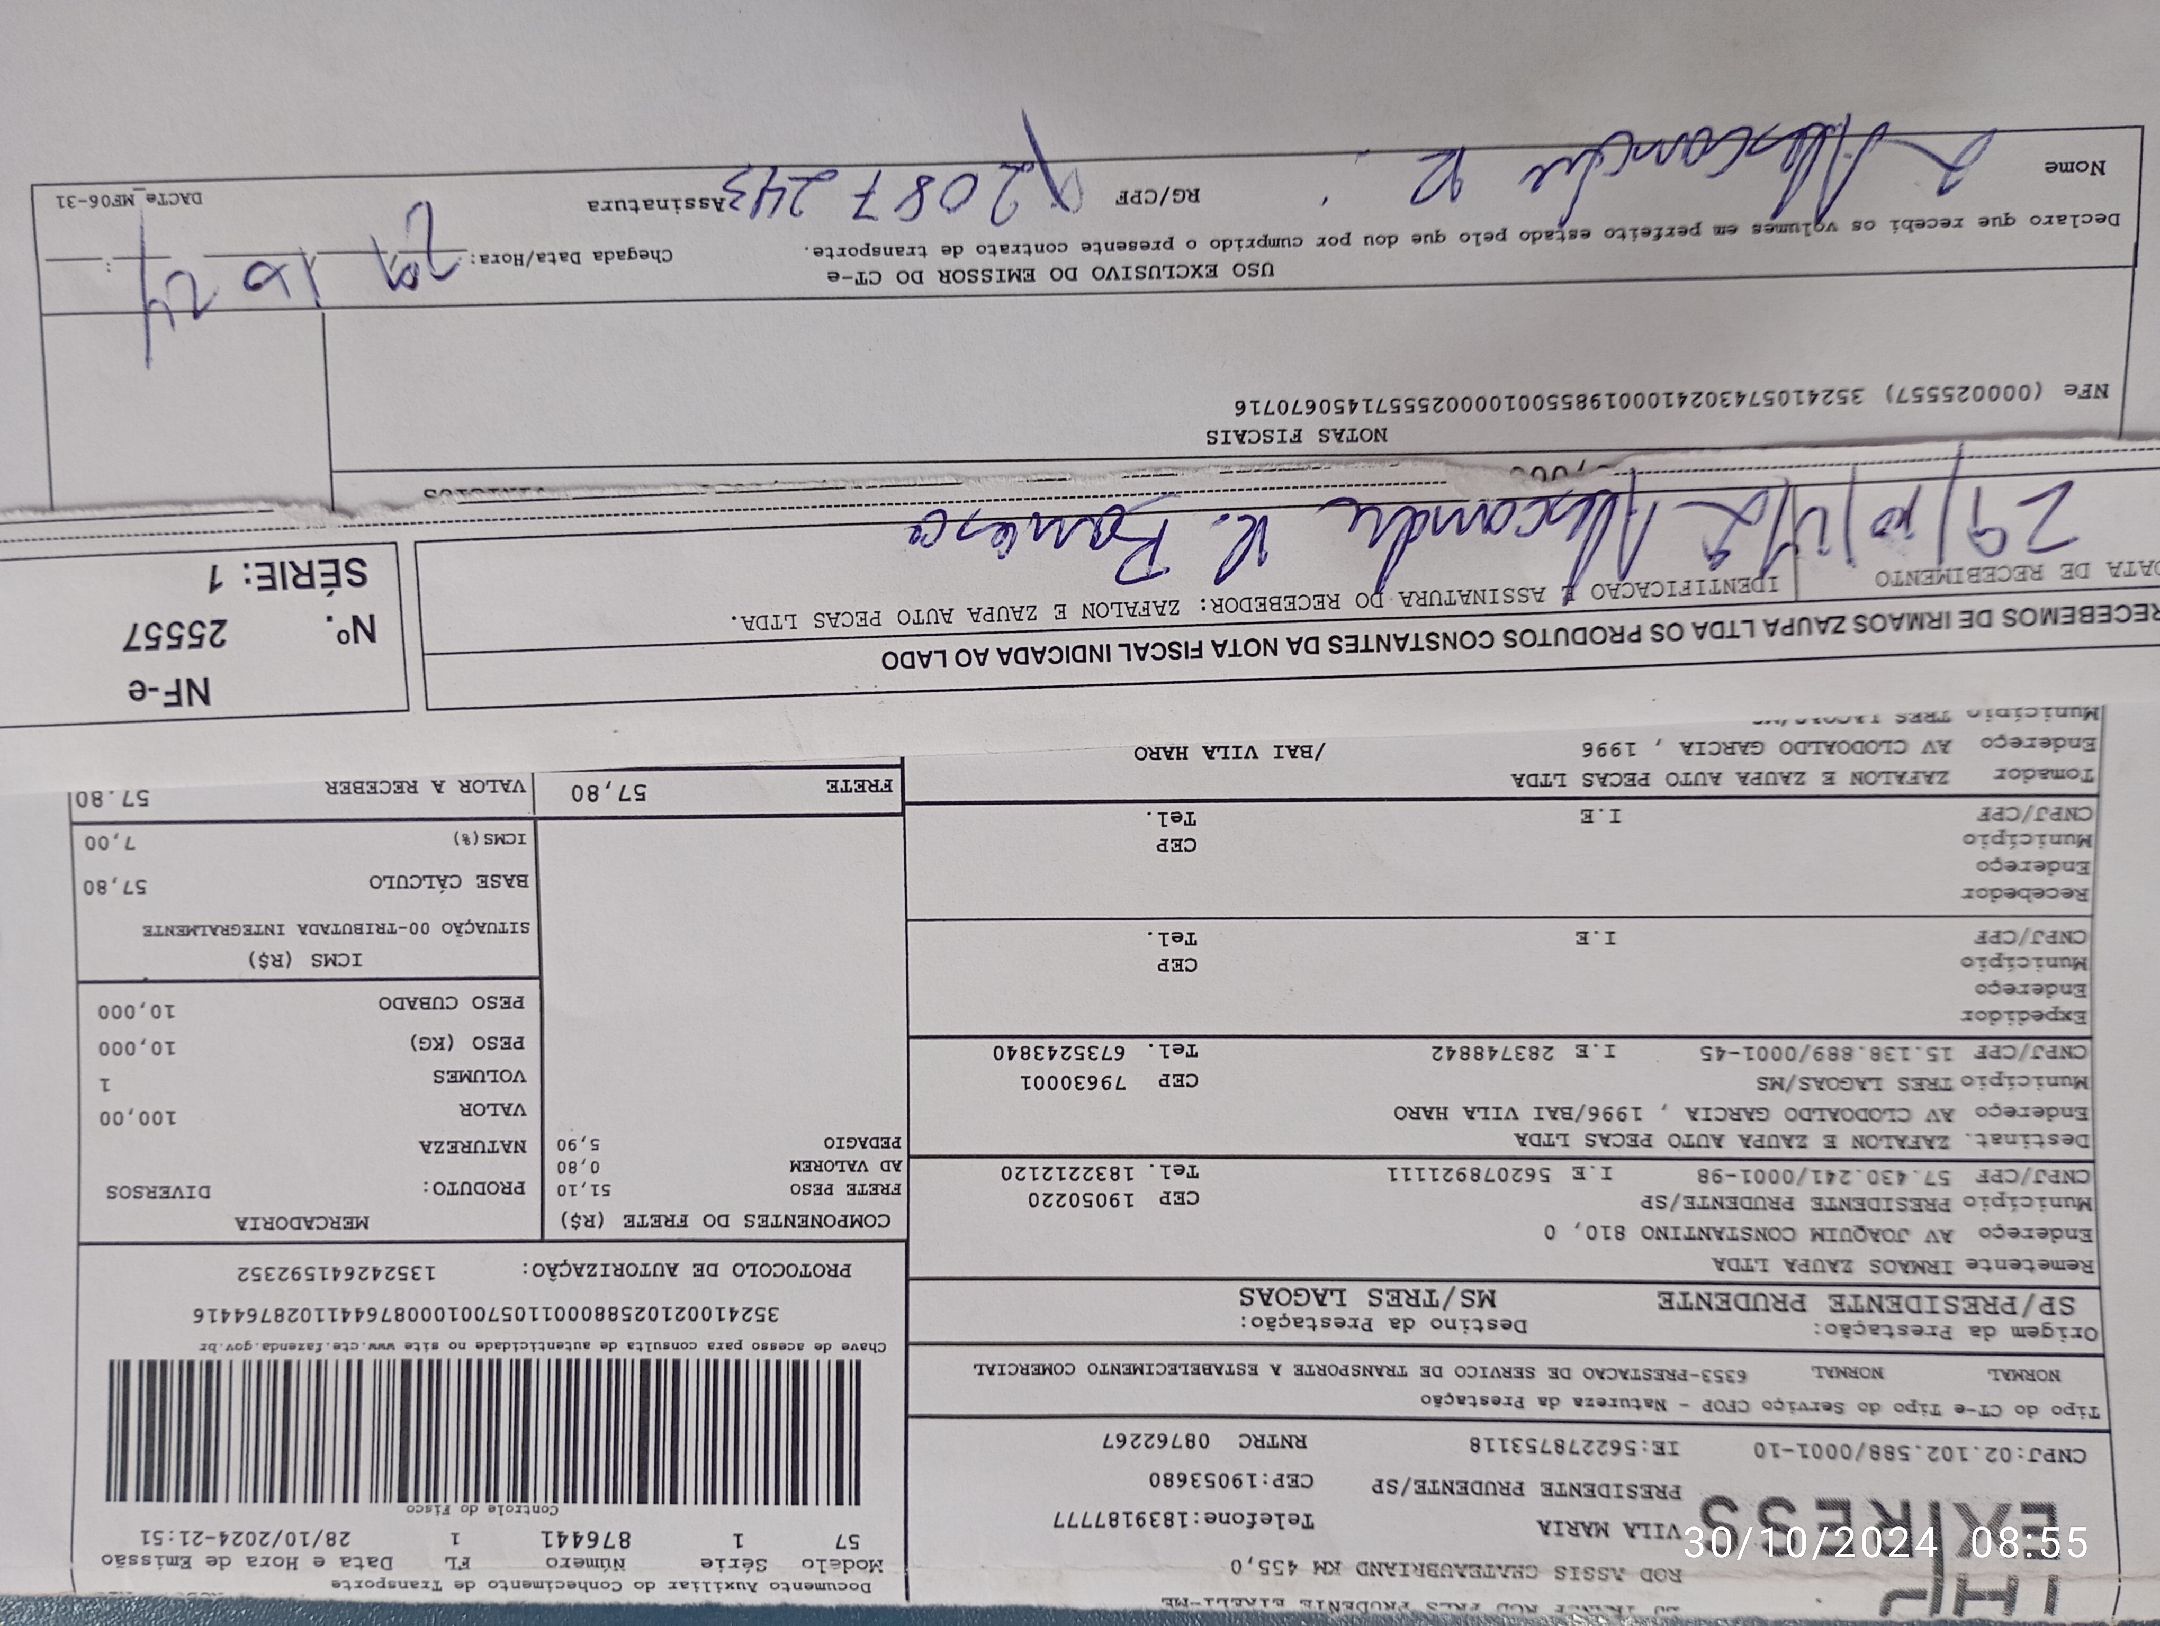 Documento Auxiliar do Conhecimento de Transporte
Modelo Série Número FL Data e Hora de Emissão
57 1 876441 1 28/10/2024-21:51
Controle do Fisco
EXPRESS
ROD ASSIS CHATEAUBRIAND KM 455,0
VILA MARIA Telefone:1839187777
PRESIDENTE PRUDENTE/SP CEP:19053680
CNPJ:02.102.588/0001-10 IE:562278753118 RNTRC 08762267
Tipo do CT-e Tipo do Serviço CFOP - Natureza da Prestação
NORMAL NORMAL 6353-PRESTACAO DE SERVICO DE TRANSPORTE A ESTABELECIMENTO COMERCIAL
Chave de acesso para consulta de autenticidade no site www.cte.fazenda.gov.br
35241002102588000110570010008764411028764416
PROTOCOLO DE AUTORIZAÇÃO: 135242641592352
Origem da Prestação: Destino da Prestação:
SP/PRESIDENTE PRUDENTE MS/TRES LAGOAS
Remetente IRMAOS ZAUPA LTDA
Endereço AV JOAQUIM CONSTANTINO 810, 0
Município PRESIDENTE PRUDENTE/SP CEP 19050220
CNPJ/CPF 57.430.241/0001-98 I.E 562078921111 Tel. 1832212120
Destinat. ZAFALON E ZAUPA AUTO PECAS LTDA
Endereço AV CLODOALDO GARCIA , 1996/BAI VILA HARO
Município TRES LAGOAS/MS CEP 79630001
CNPJ/CPF 15.138.889/0001-45 I.E 283748842 Tel. 6735243840
Expedidor
Endereço
Município CEP
CNPJ/CPF I.E Tel.
Recebedor
Endereço
Município CEP
CNPJ/CPF I.E Tel.
Tomador ZAFALON E ZAUPA AUTO PECAS LTDA
Endereço AV CLODOALDO GARCIA , 1996 /BAI VILA HARO
Município TRES LAGOAS/MS
COMPONENTES DO FRETE (R$)
FRETE PESO 51,10
AD VALOREM 0,80
PEDAGIO 5,90
FRETE 57,80
MERCADORIA
PRODUTO: DIVERSOS
NATUREZA
VALOR 100,00
VOLUMES 1
PESO (KG) 10,000
PESO CUBADO 10,000
ICMS (R$)
SITUAÇÃO 00-TRIBUTADA INTEGRALMENTE
BASE CÁLCULO 57,80
ICMS(%) 7,00
VALOR A RECEBER 57.80
RECEBEMOS DE IRMAOS ZAUPA LTDA OS PRODUTOS CONSTANTES DA NOTA FISCAL INDICADA AO LADO
DATA DE RECEBIMENTO IDENTIFICACAO E ASSINATURA DO RECEBEDOR: ZAFALON E ZAUPA AUTO PECAS LTDA.
29/10/24
NF-e
Nº. 25557
SÉRIE: 1
NOTAS FISCAIS
NFe (000025557) 35241057430241000198550010000255571450670716
USO EXCLUSIVO DO EMISSOR DO CT-e
Declaro que recebi os volumes em perfeito estado pelo que dou por cumprido o presente contrato de transporte.
Chegada Data/Hora: 29 10 24 :
Nome RG/CPF Assinatura
DACTe_MF06-31
30/10/2024 08:55